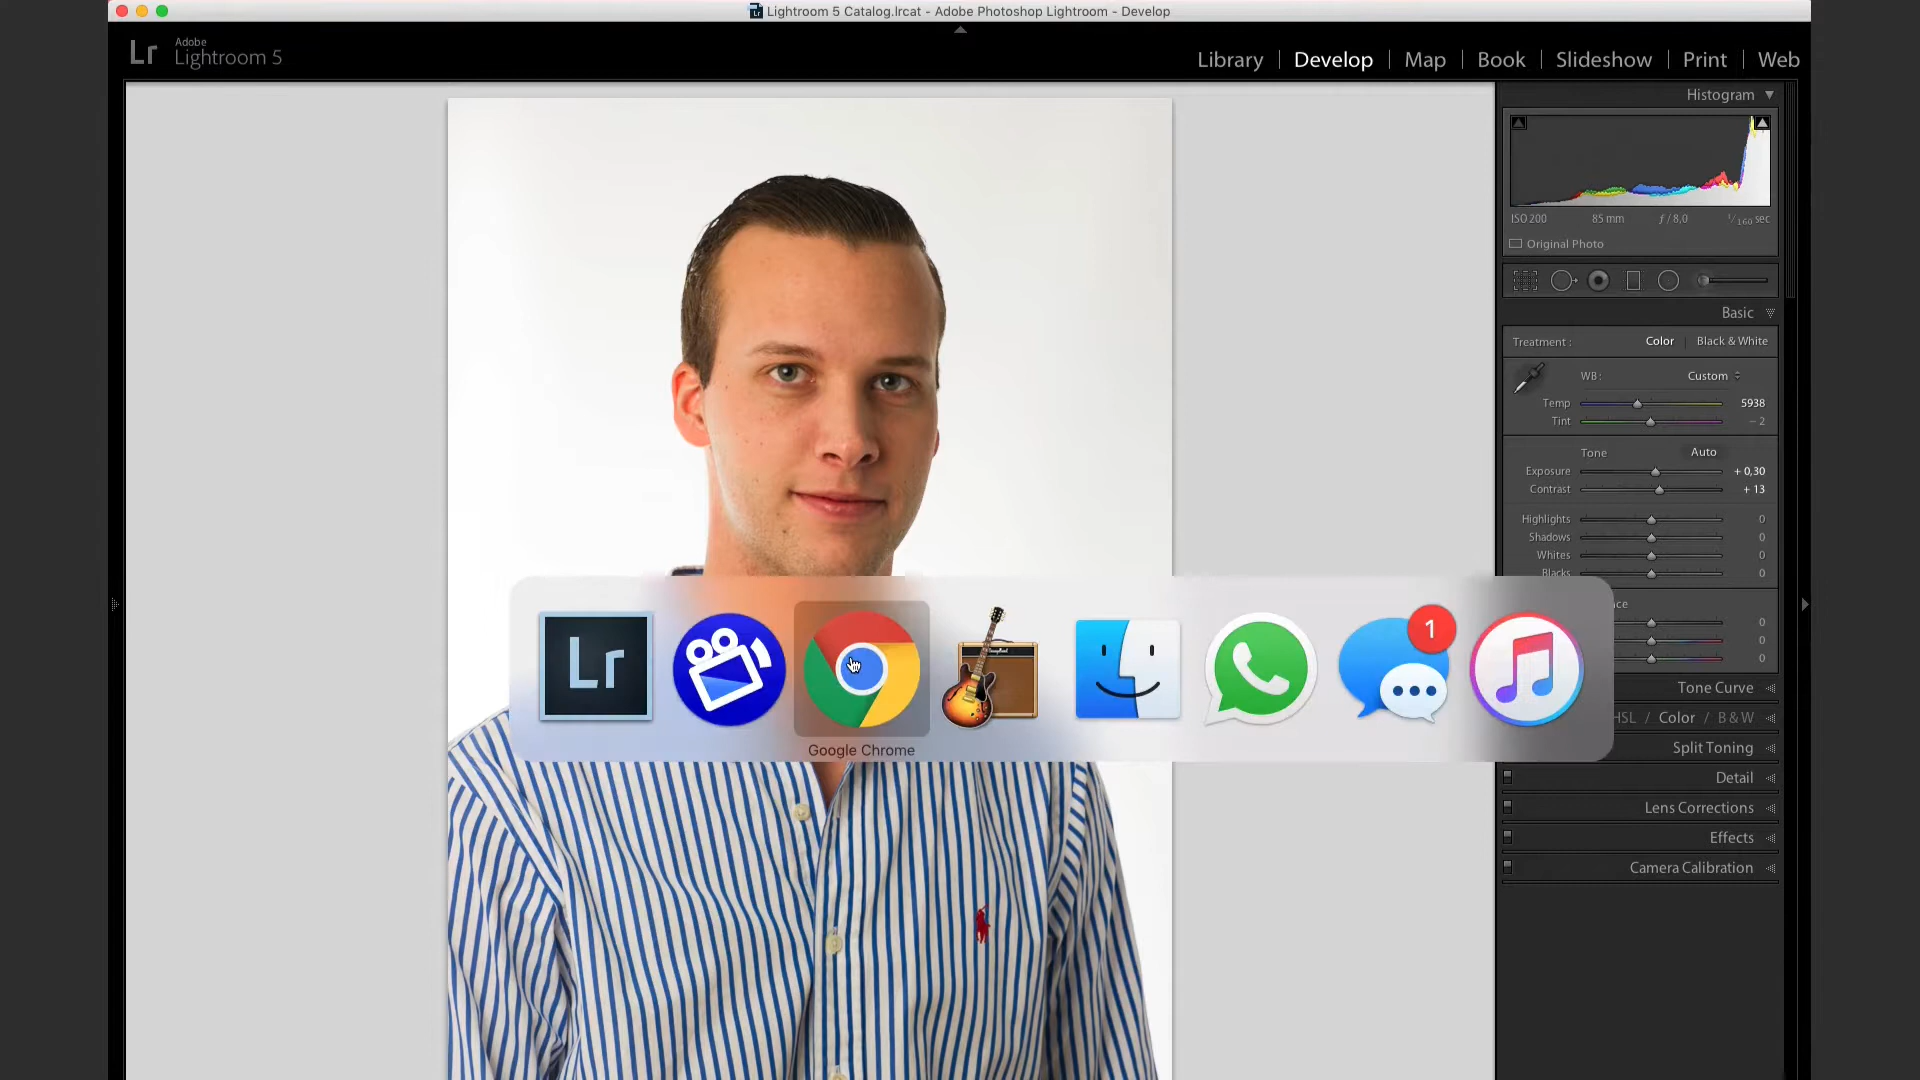 Lightroom 5 Catalog.lrcat - Adobe Photoshop Lightroom - Develop
Lr Adobe Lightroom 5
Library | Develop | Map | Book | Slideshow | Print | Web
Histogram
ISO 200 85 mm ƒ / 8,0 1/160 sec
Original Photo
Basic
Treatment : Color Black & White
WB : Custom
Temp 5938
Tint – 2
Tone Auto
Exposure + 0,30
Contrast + 13
Highlights 0
Shadows 0
Whites 0
Blacks 0
0
0
0
Lr
1
Google Chrome
Tone Curve
/ Color / B & W
Split Toning
Detail
Lens Corrections
Effects
Camera Calibration